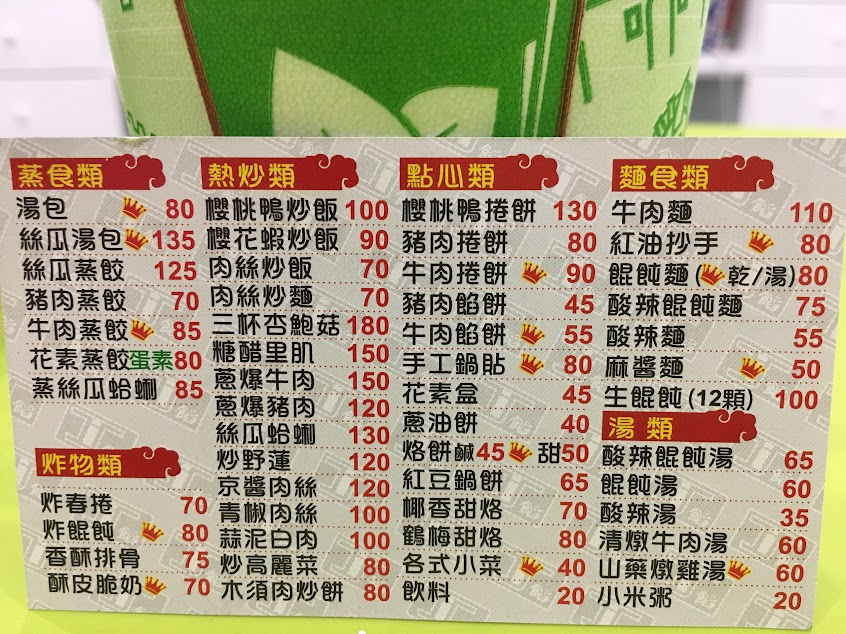 蒸食類
湯包 80
絲瓜湯包 135
絲瓜蒸餃 125
豬肉蒸餃 70
牛肉蒸餃 85
花素蒸餃蛋素80
蒸絲瓜蛤蜊 85
炸物類
炸春捲 70
炸餛飩 80
香酥排骨 75
酥皮脆奶 70
熱炒類
櫻桃鴨炒飯 100
櫻花蝦炒飯 90
肉絲炒飯 70
肉絲炒麵 70
三杯杏鮑菇 180
糖醋里肌 150
蔥爆牛肉 150
蔥爆豬肉 120
絲瓜蛤蜊 130
炒野蓮 120
京醬肉絲 120
青椒肉絲 100
蒜泥白肉 100
炒高麗菜 80
木須肉炒餅 80
點心類
櫻桃鴨捲餅 130
豬肉捲餅 80
牛肉捲餅 90
豬肉餡餅 45
牛肉餡餅 55
手工鍋貼 80
花素盒 45
蔥油餅 40
烙餅鹹45 甜50
紅豆鍋餅 65
椰香甜烙 70
鶴梅甜烙 80
各式小菜 40
飲料 20
麵食類
牛肉麵 110
紅油抄手 80
餛飩麵(乾/湯)80
酸辣餛飩麵 75
酸辣麵 55
麻醬麵 50
生餛飩(12顆) 100
湯類
酸辣餛飩湯 65
餛飩湯 60
酸辣湯 35
清燉牛肉湯 60
山藥燉雞湯 60
小米粥 20